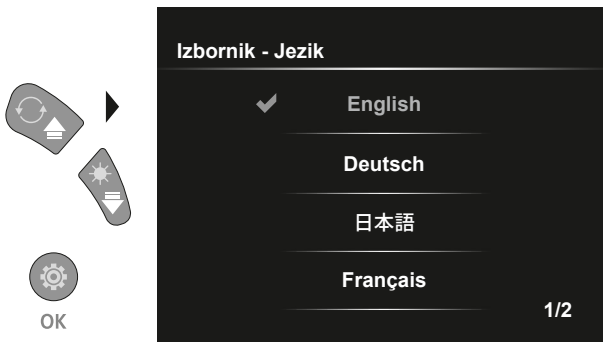 Izbornik - Jezik
English
Deutsch
日本語
Français
1/2
OK